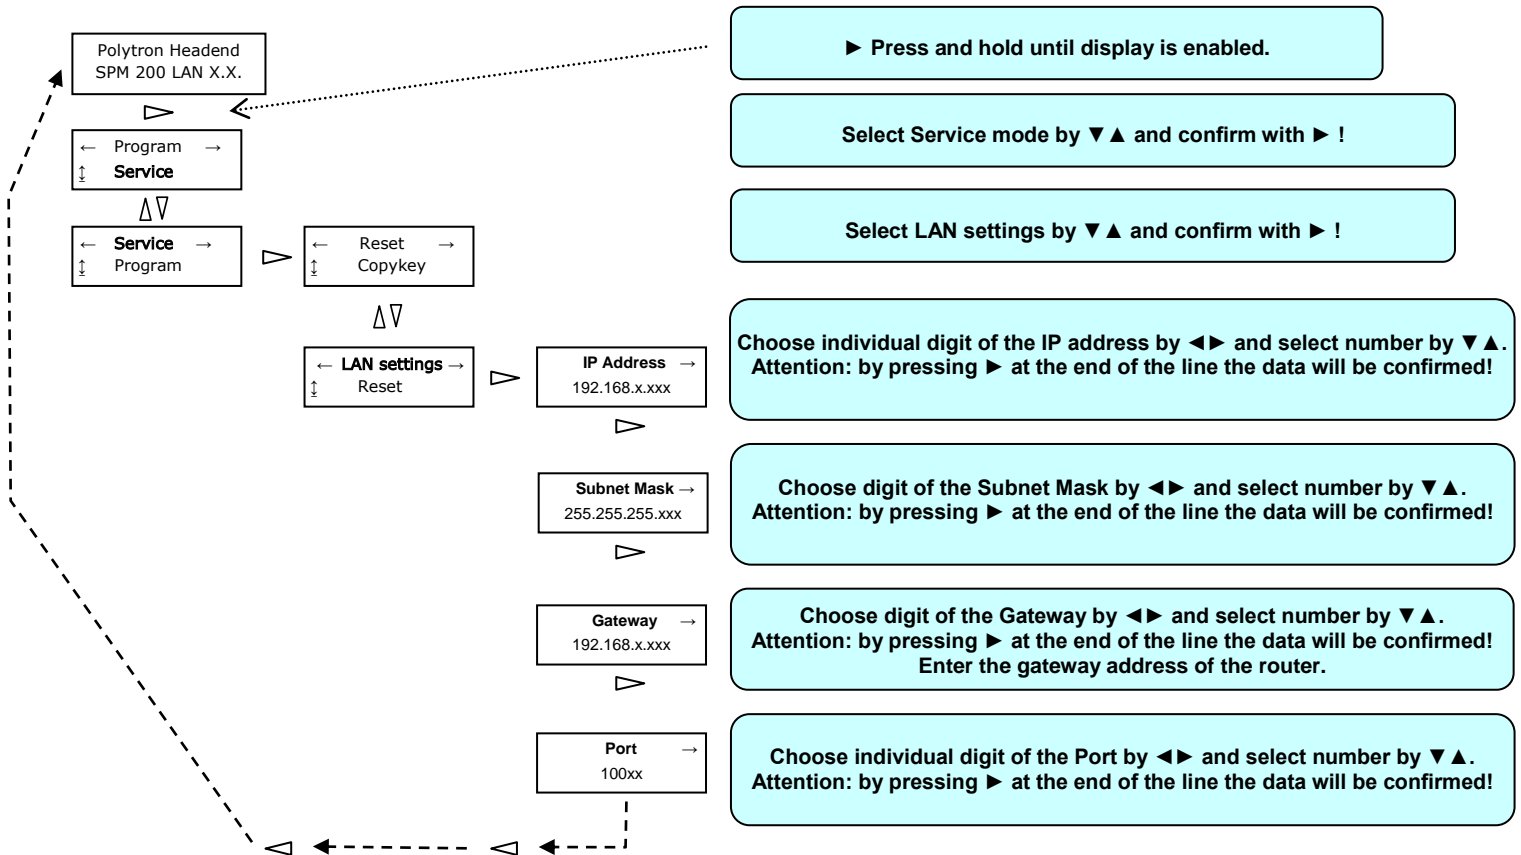 Polytron Headend
SPM 200 LAN X.X.
► Press and hold until display is enabled.
← Program →
↕ Service
Select Service mode by ▼▲ and confirm with ► !
← Service →
↕ Program
← Reset →
↕ Copykey
Select LAN settings by ▼▲ and confirm with ► !
← LAN settings →
↕ Reset
IP Address →
192.168.x.xxx
Choose individual digit of the IP address by ◄► and select number by ▼▲.
Attention: by pressing ► at the end of the line the data will be confirmed!
Subnet Mask →
255.255.255.xxx
Choose digit of the Subnet Mask by ◄► and select number by ▼▲.
Attention: by pressing ► at the end of the line the data will be confirmed!
Gateway →
192.168.x.xxx
Choose digit of the Gateway by ◄► and select number by ▼▲.
Attention: by pressing ► at the end of the line the data will be confirmed!
Enter the gateway address of the router.
Port →
100xx
Choose individual digit of the Port by ◄► and select number by ▼▲.
Attention: by pressing ► at the end of the line the data will be confirmed!